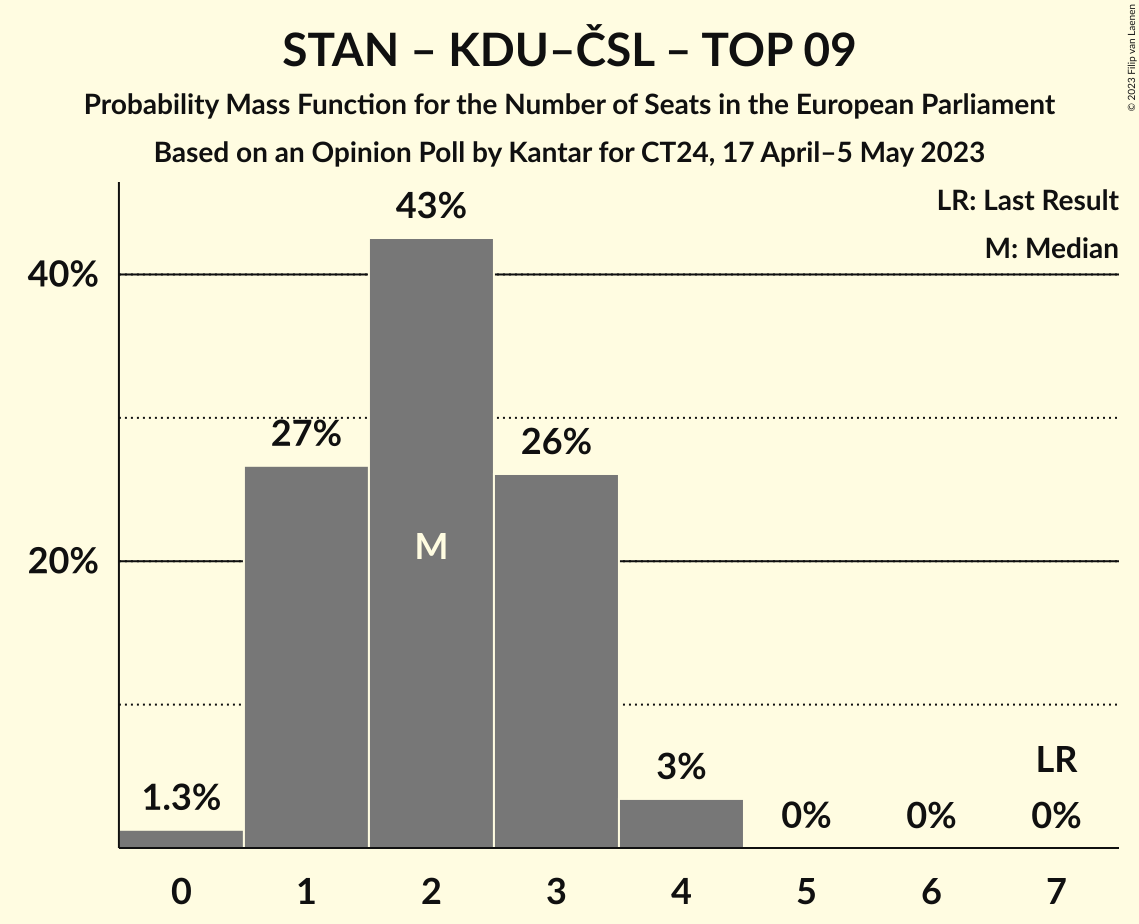 STAN – KDU–ČSL – TOP 09
Probability Mass Function for the Number of Seats in the European Parliament
Based on an Opinion Poll by Kantar for CT24, 17 April–5 May 2023
© 2023 Filip van Laenen
LR: Last Result
M: Median
43%
40%
27%
26%
M
20%
1.3%
3%
LR
0%
0%
0%
0 1 2 3 4 5 6 7